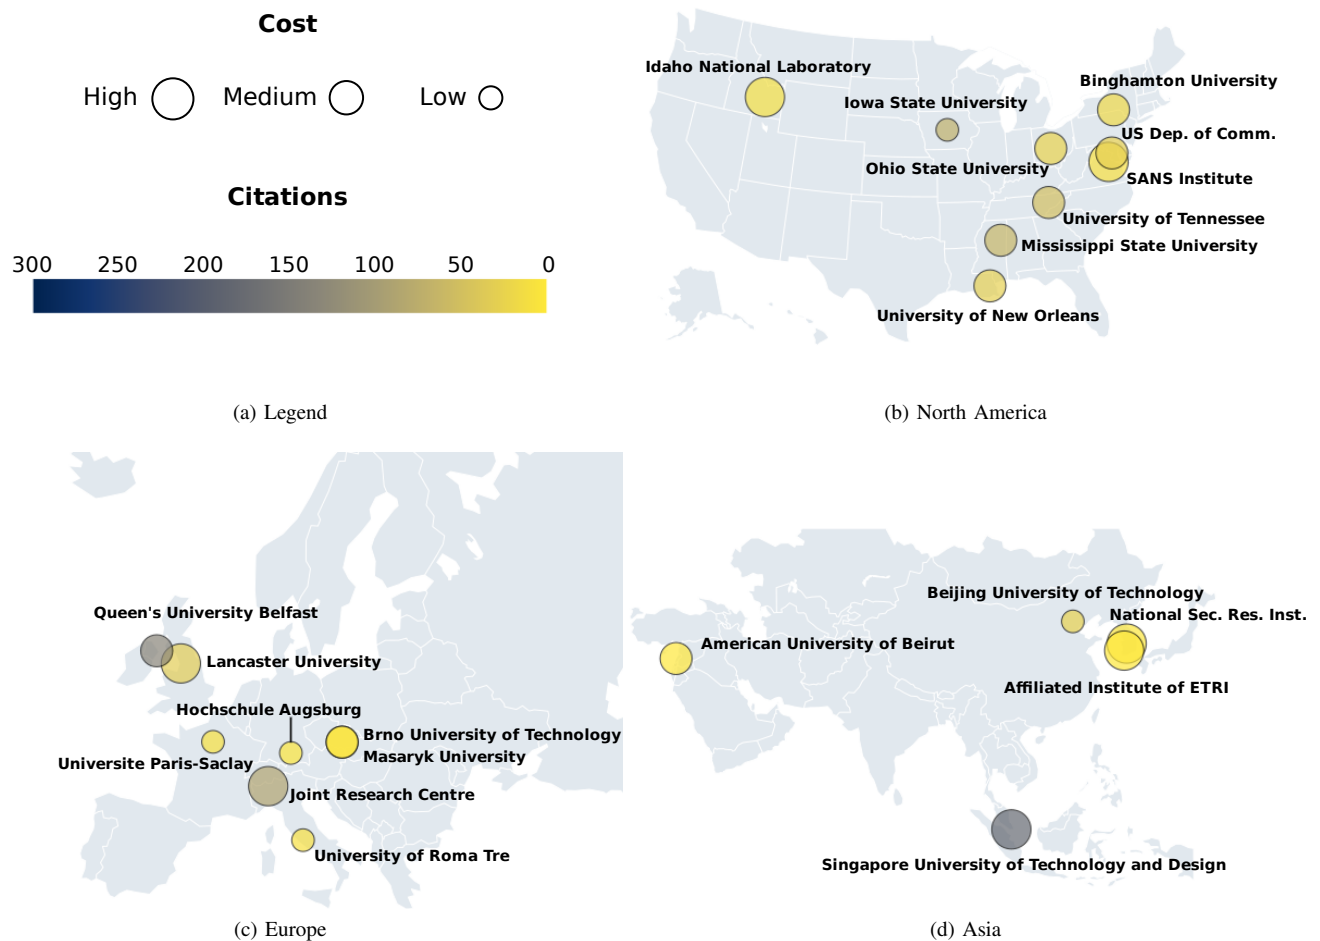 Cost
High Medium Low
Citations
300 250 200 150 100 50 0
(a) Legend
Idaho National Laboratory
Iowa State University
Binghamton University
US Dep. of Comm.
Ohio State University
SANS Institute
University of Tennessee
Mississippi State University
University of New Orleans
(b) North America
Queen's University Belfast
Lancaster University
Hochschule Augsburg
Brno University of Technology
Masaryk University
Universite Paris-Saclay
Joint Research Centre
University of Roma Tre
(c) Europe
Beijing University of Technology
National Sec. Res. Inst.
American University of Beirut
Affiliated Institute of ETRI
Singapore University of Technology and Design
(d) Asia